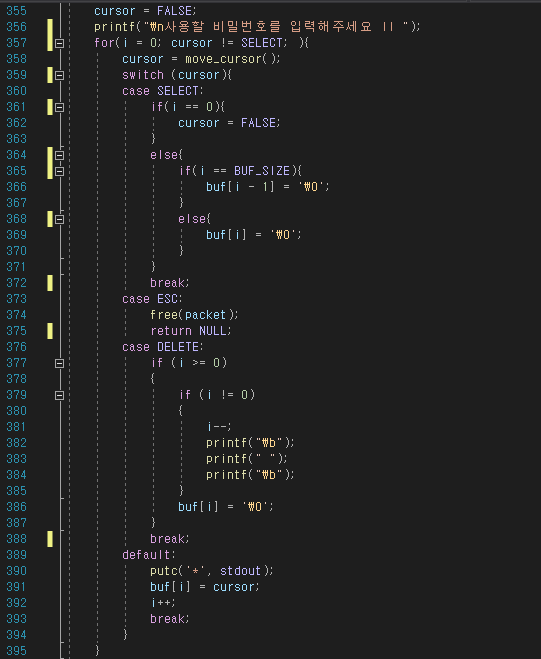 355 cursor = FALSE;
356 printf("₩n사용할 비밀번호를 입력해주세요 || ");
357 for(i = 0; cursor != SELECT; ){
358 cursor = move_cursor();
359 switch (cursor){
360 case SELECT:
361 if(i == 0){
362 cursor = FALSE;
363 }
364 else{
365 if(i == BUF_SIZE){
366 buf[i - 1] = '₩0';
367 }
368 else{
369 buf[i] = '₩0';
370 }
371 }
372 break;
373 case ESC:
374 free(packet);
375 return NULL;
376 case DELETE:
377 if (i >= 0)
378 {
379 if (i != 0)
380 {
381 i--;
382 printf("₩b");
383 printf(" ");
384 printf("₩b");
385 }
386 buf[i] = '₩0';
387 }
388 break;
389 default:
390 putc('*', stdout);
391 buf[i] = cursor;
392 i++;
393 break;
394 }
395 }